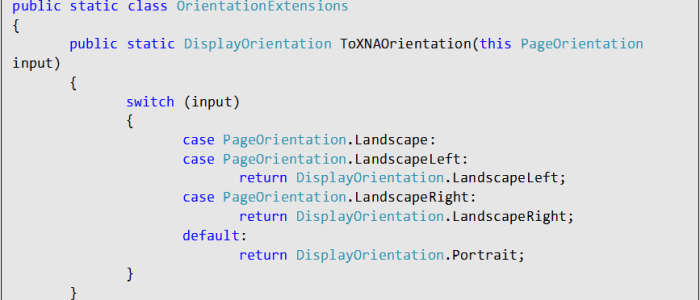 public static class OrientationExtensions
{
public static DisplayOrientation ToXNAOrientation(this PageOrientation
input)
{
switch (input)
{
case PageOrientation.Landscape:
case PageOrientation.LandscapeLeft:
return DisplayOrientation.LandscapeLeft;
case PageOrientation.LandscapeRight:
return DisplayOrientation.LandscapeRight;
default:
return DisplayOrientation.Portrait;
}
}